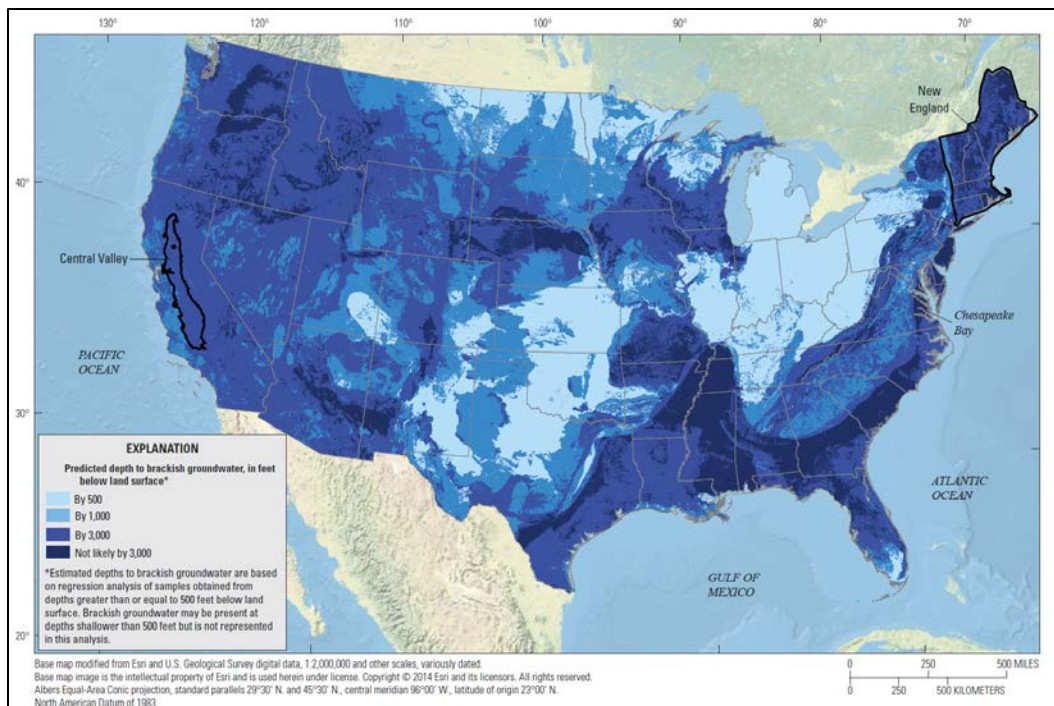 130°
120°
110°
100°
90°
80°
70°
New
England
40°
Central Valley
Chesapeake
Bay
PACIFIC
OCEAN
30°
ATLANTIC
OCEAN
EXPLANATION
Predicted depth to brackish groundwater, in feet
below land surface*
By 500
By 1,000
By 3,000
Not likely by 3,000
*Estimated depths to brackish groundwater are based
on regression analysis of samples obtained from
depths greater than or equal to 500 feet below land
surface. Brackish groundwater may be present at
depths shallower than 500 feet but is not represented
in this analysis.
GULF OF
MEXICO
20°
Base map modified from Esri and U.S. Geological Survey digital data, 1:2,000,000 and other scales, variously dated.
Base map image is the intellectual property of Esri and is used herein under license. Copyright © 2014 Esri and its licensors. All rights reserved.
Albers Equal-Area Conic projection, standard parallels 29°30' N. and 45°30' N., central meridian 96°00' W., latitude of origin 23°00' N.
North American Datum of 1983
0 250 500 MILES
0 250 500 KILOMETERS